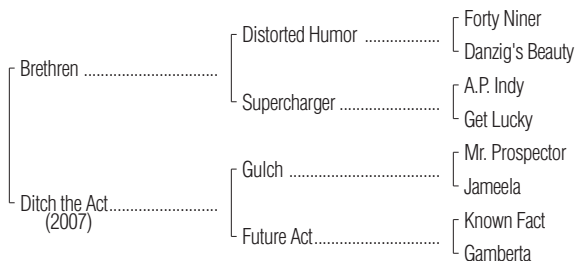 Forty Niner
Distorted Humor ..................
Danzig's Beauty
Brethren ................................
A.P. Indy
Supercharger ........................
Get Lucky
Mr. Prospector
Gulch ....................................
Jameela
Ditch the Act..........................
(2007)
Known Fact
Future Act..............................
Gamberta